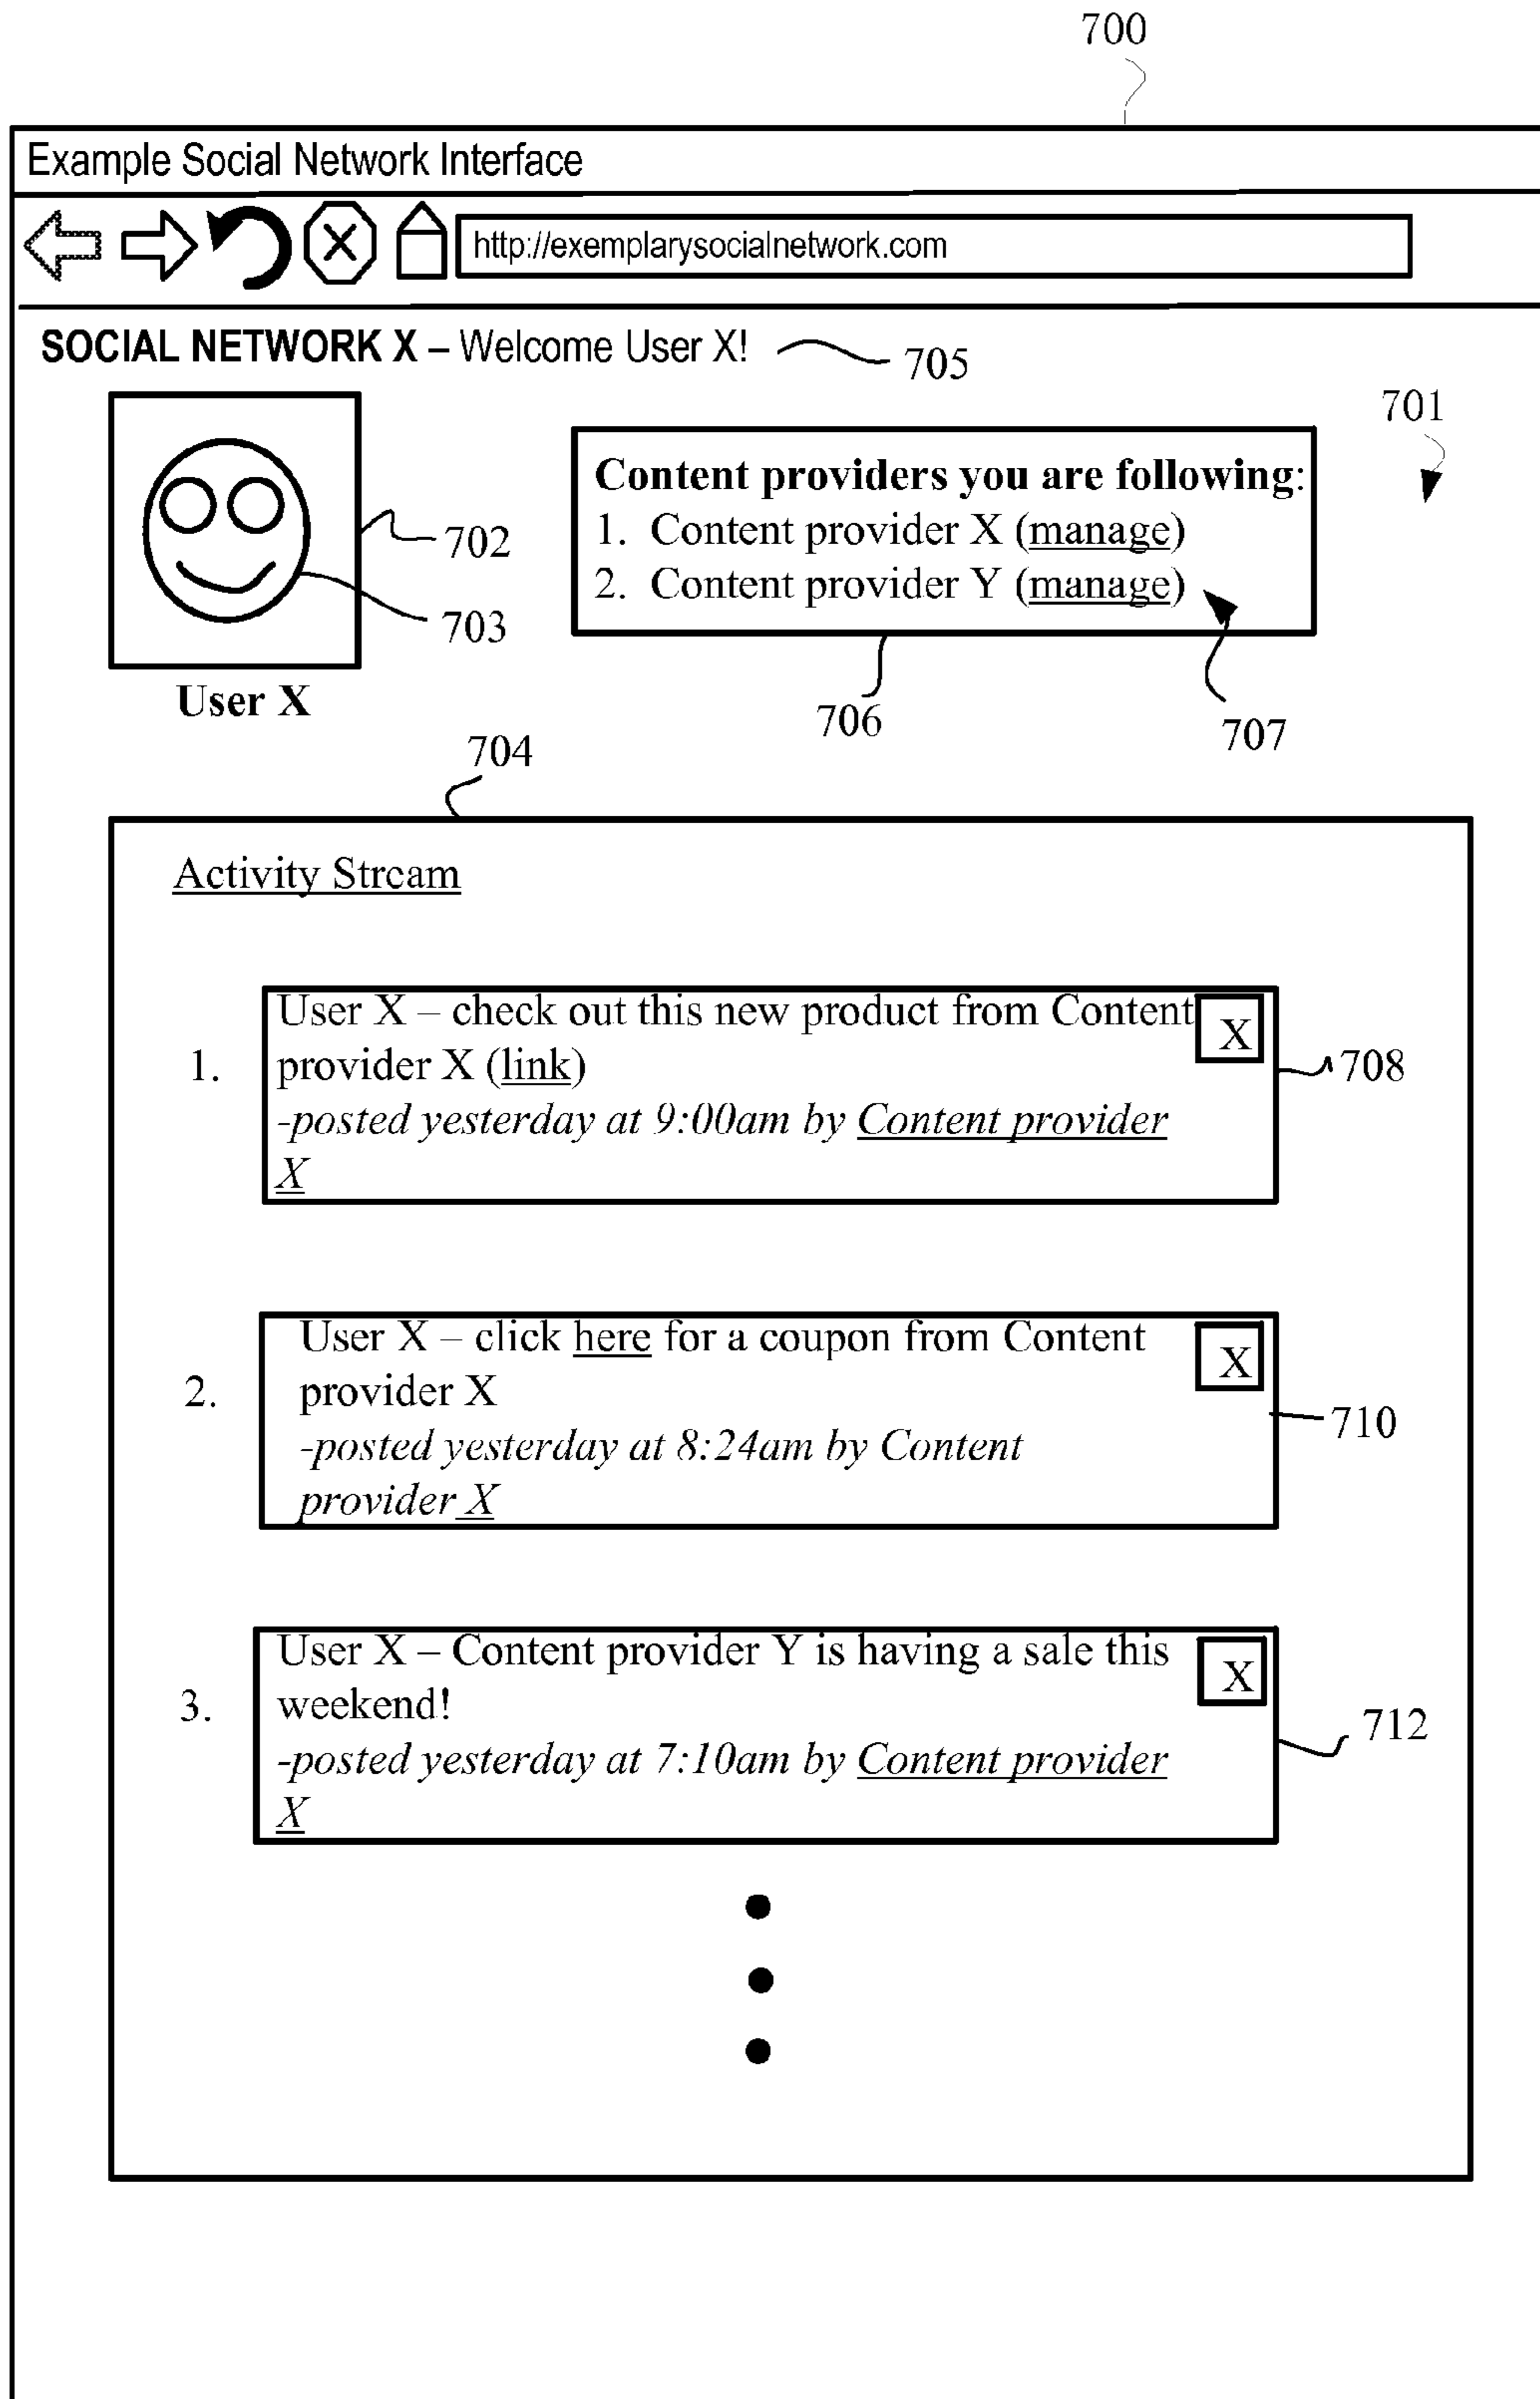 700
Example Social Network Interface
X
http://exemplarysocialnetwork.com
SOCIAL NETWORK X – Welcome User X!
705
701
Content providers you are following:
1. Content provider X (manage)
2. Content provider Y (manage)
702
703
User X
706
707
704
Activity Stream
1.
User X – check out this new product from Content
provider X (link)
-posted yesterday at 9:00am by Content provider
X
X
708
2.
User X – click here for a coupon from Content
provider X
-posted yesterday at 8:24am by Content
provider X
X
710
3.
User X – Content provider Y is having a sale this
weekend!
-posted yesterday at 7:10am by Content provider
X
X
712